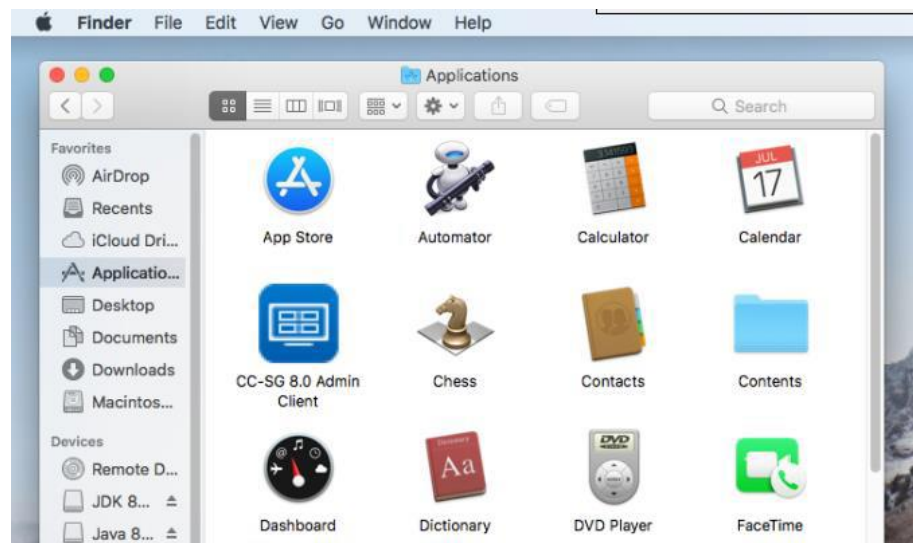 Finder File Edit View Go Window Help
Applications
Search
Favorites
AirDrop
Recents
iCloud Dri...
Applicatio...
Desktop
Documents
Downloads
Macintos...
Devices
Remote D...
JDK 8...
Java 8...
App Store
Automator
Calculator
JUL
17
Calendar
CC-SG 8.0 Admin
Client
Chess
Contacts
Contents
Dashboard
Dictionary
Aa
Dictionary
DVD
DVD Player
FaceTime